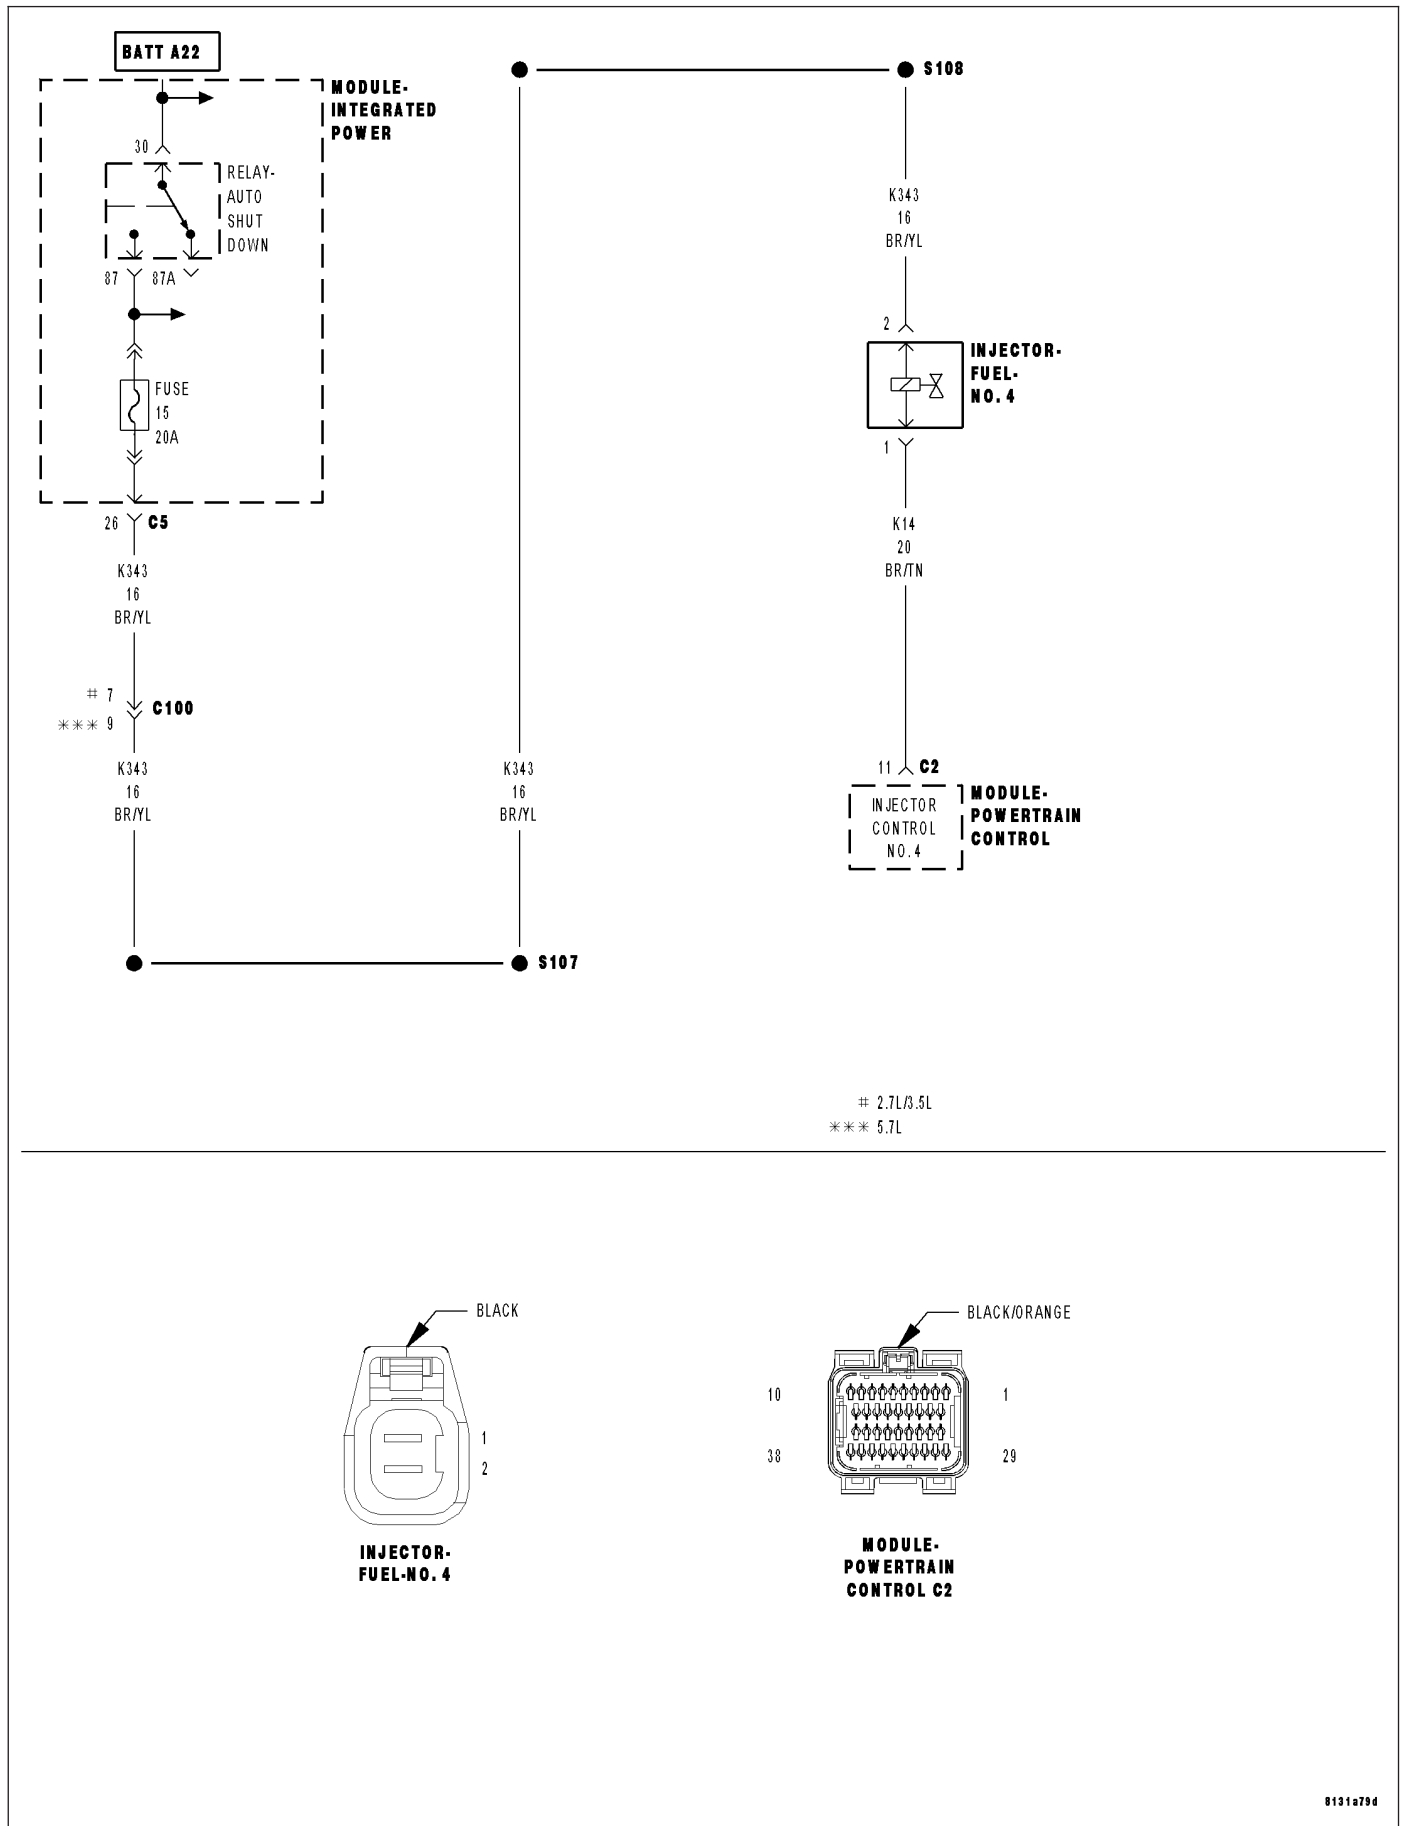 BATT A22
MODULE-
INTEGRATED
POWER
30
RELAY-
AUTO
SHUT
DOWN
87
87A
FUSE
15
20A
26
C5
K343
16
BR/YL
# 7
*** 9
C100
K343
16
BR/YL
K343
16
BR/YL
S107
S108
K343
16
BR/YL
2
INJECTOR-
FUEL-
NO. 4
1
K14
20
BR/TN
11
C2
INJECTOR
CONTROL
NO. 4
MODULE-
POWERTRAIN
CONTROL
# 2.7L/3.5L
*** 5.7L
BLACK
1
2
INJECTOR-
FUEL-NO. 4
BLACK/ORANGE
10
1
38
29
MODULE-
POWERTRAIN
CONTROL C2
8131a79d